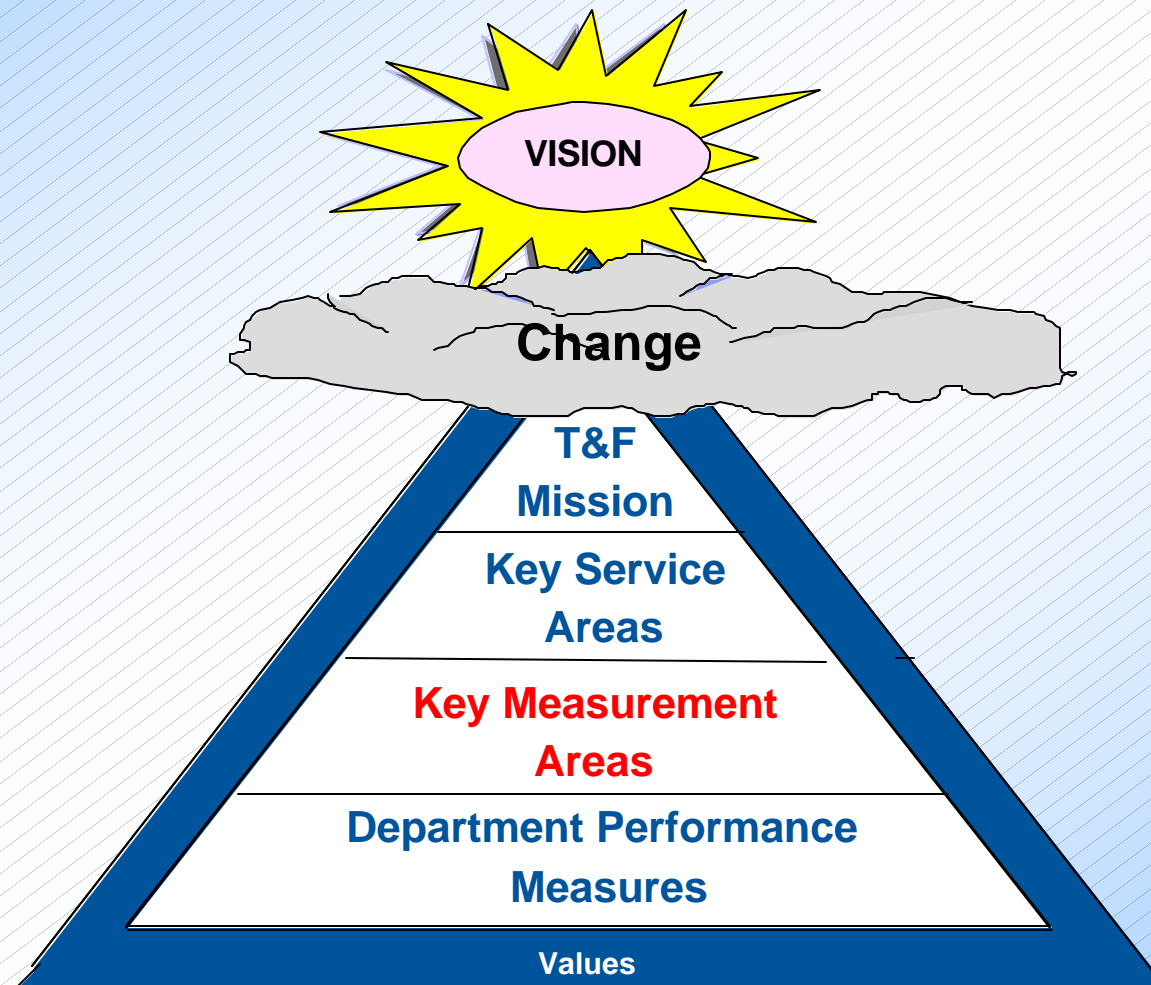 VISION
Change
T&F
Mission
Key Service
Areas
Key Measurement
Areas
Department Performance
Measures
Values